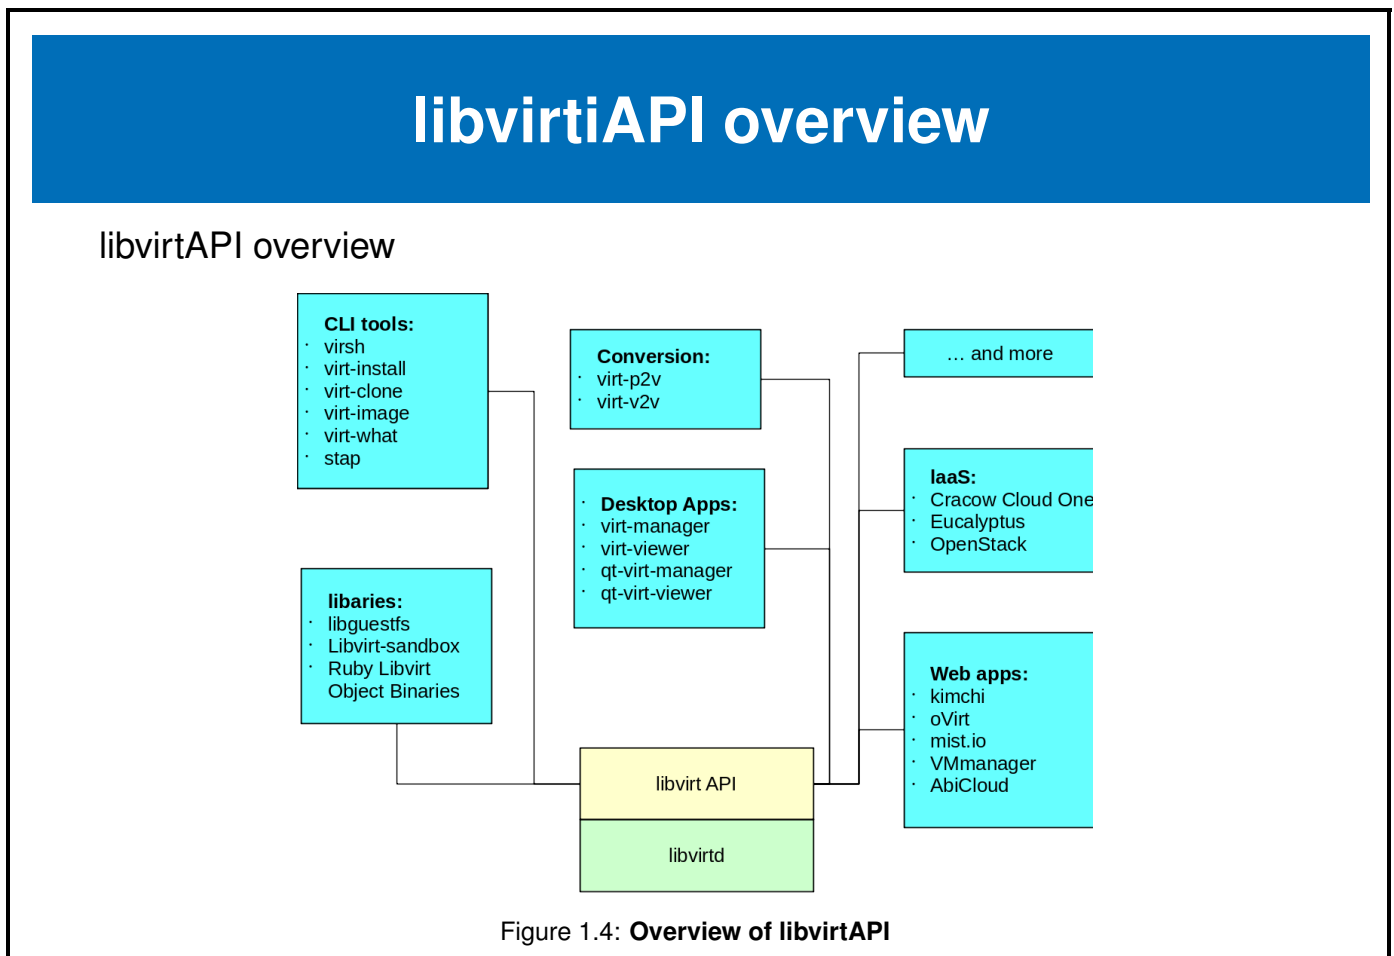 libvirtiAPI overview
libvirtAPI overview
CLI tools:
· virsh
· virt-install
· virt-clone
· virt-image
· virt-what
· stap
Conversion:
· virt-p2v
· virt-v2v
… and more
· Desktop Apps:
· virt-manager
· virt-viewer
· qt-virt-manager
· qt-virt-viewer
IaaS:
· Cracow Cloud One
· Eucalyptus
· OpenStack
libaries:
· libguestfs
· Libvirt-sandbox
· Ruby Libvirt
Object Binaries
Web apps:
· kimchi
· oVirt
· mist.io
· VMmanager
· AbiCloud
libvirt API
libvirtd
Figure 1.4: Overview of libvirtAPI